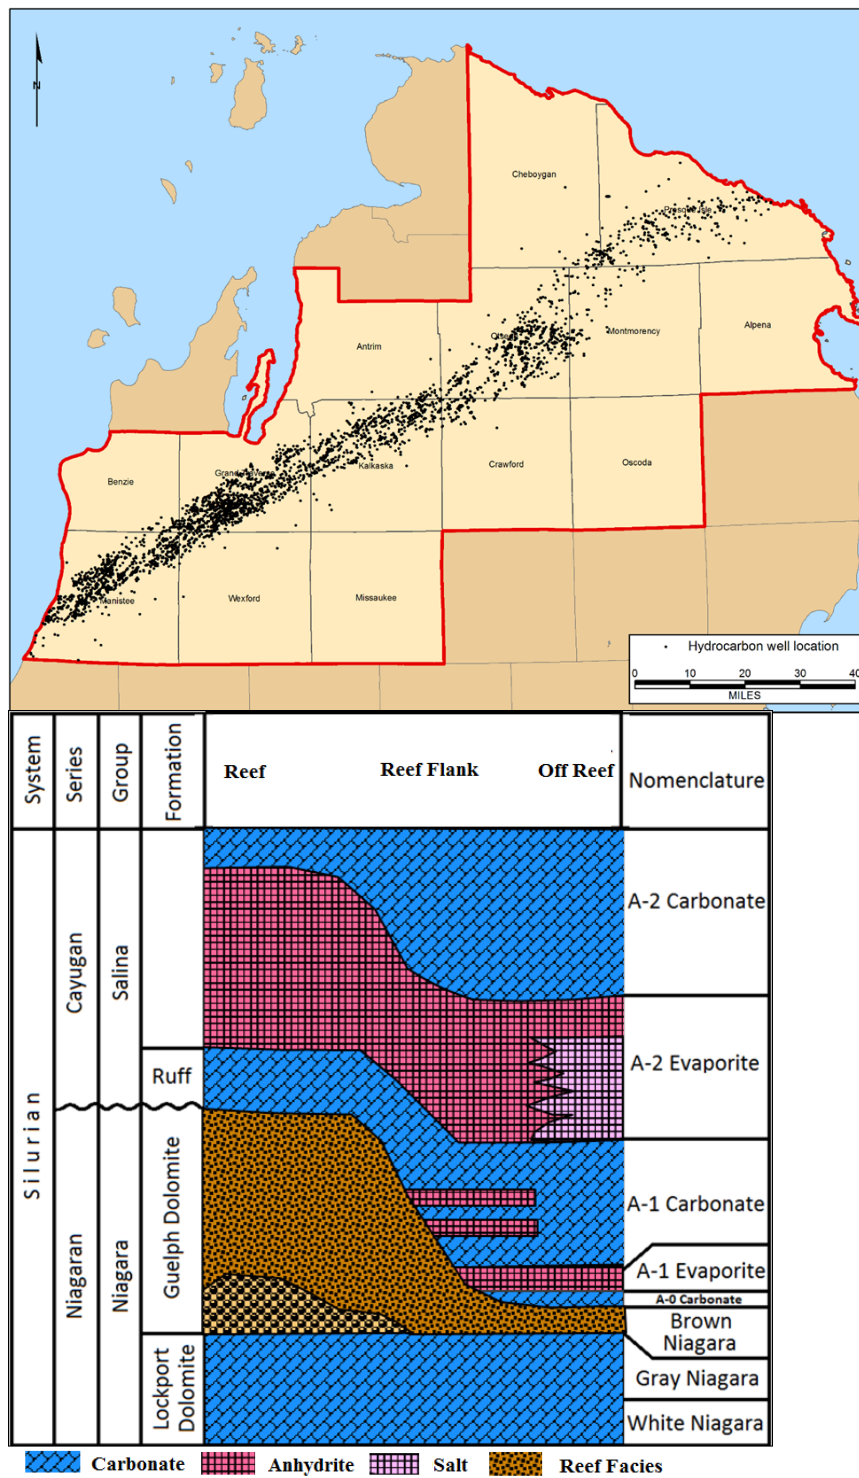 N
Cheboygan
Presque Isle
Antrim
Otsego
Montmorency
Alpena
Benzie
Grand Traverse
Kalkaska
Crawford
Oscoda
Manistee
Wexford
Missaukee
Hydrocarbon well location
0 10 20 30 40
MILES
System
Series
Group
Formation
Reef
Reef Flank
Off Reef
Nomenclature
Silurian
Cayugan
Salina
Ruff
Niagaran
Niagara
Guelph Dolomite
Lockport
Dolomite
A-2 Carbonate
A-2 Evaporite
A-1 Carbonate
A-1 Evaporite
A-0 Carbonate
Brown
Niagara
Gray Niagara
White Niagara
Carbonate Anhydrite Salt Reef Facies